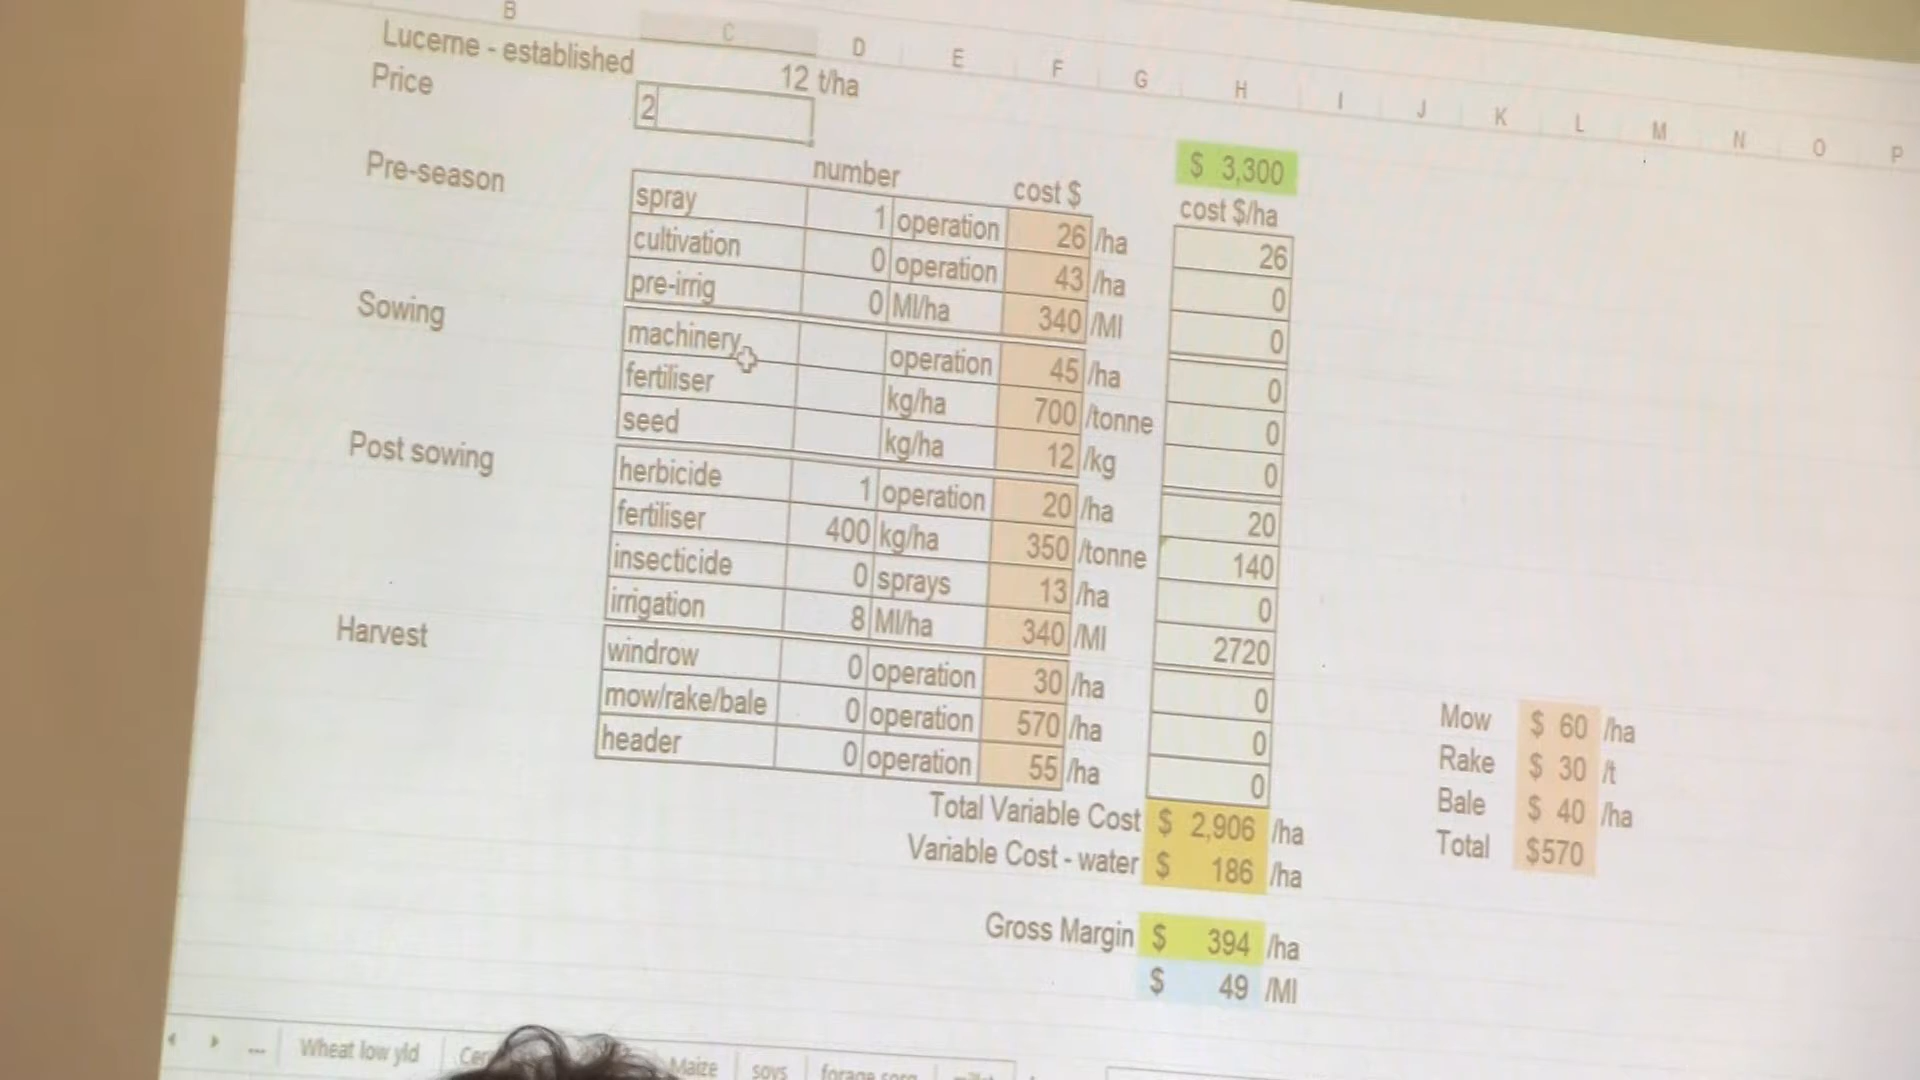 B C D E F G H I J K L M N O P
Lucerne - established 12 t/ha
Price 2
$ 3,300
number cost $ cost $/ha
Pre-season spray 1 operation 26 /ha 26
cultivation 0 operation 43 /ha 0
pre-irrig 0 Ml/ha 340 /Ml 0
Sowing machinery operation 45 /ha 0
fertiliser kg/ha 700 /tonne 0
seed kg/ha 12 /kg 0
Post sowing herbicide 1 operation 20 /ha 20
fertiliser 400 kg/ha 350 /tonne 140
insecticide 0 sprays 13 /ha 0
irrigation 8 Ml/ha 340 /Ml 2720
Harvest windrow 0 operation 30 /ha 0
mow/rake/bale 0 operation 570 /ha 0
header 0 operation 55 /ha 0
Total Variable Cost $ 2,906 /ha
Variable Cost - water $ 186 /ha
Gross Margin $ 394 /ha
$ 49 /Ml
Mow $ 60 /ha
Rake $ 30 /t
Bale $ 40 /ha
Total $570
... Wheat low yld Maize soys forage sorg